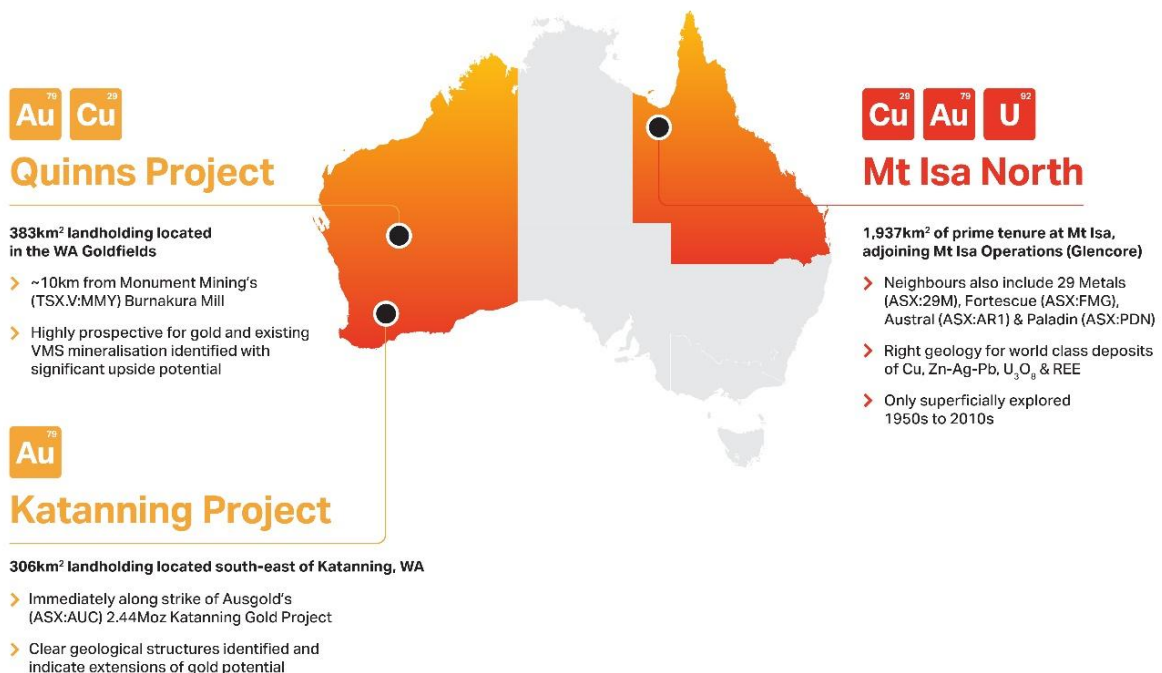 79
Au
29
Cu
Quinns Project
383km² landholding located
in the WA Goldfields
~10km from Monument Mining's
(TSX.V:MMY) Burnakura Mill
Highly prospective for gold and existing
VMS mineralisation identified with
significant upside potential
79
Au
Katanning Project
306km² landholding located south-east of Katanning, WA
Immediately along strike of Ausgold's
(ASX:AUC) 2.44Moz Katanning Gold Project
Clear geological structures identified and
indicate extensions of gold potential
29
Cu
79
Au
92
U
Mt Isa North
1,937km² of prime tenure at Mt Isa,
adjoining Mt Isa Operations (Glencore)
Neighbours also include 29 Metals
(ASX:29M), Fortescue (ASX:FMG),
Austral (ASX:AR1) & Paladin (ASX:PDN)
Right geology for world class deposits
of Cu, Zn-Ag-Pb, U₃O₈ & REE
Only superficially explored
1950s to 2010s